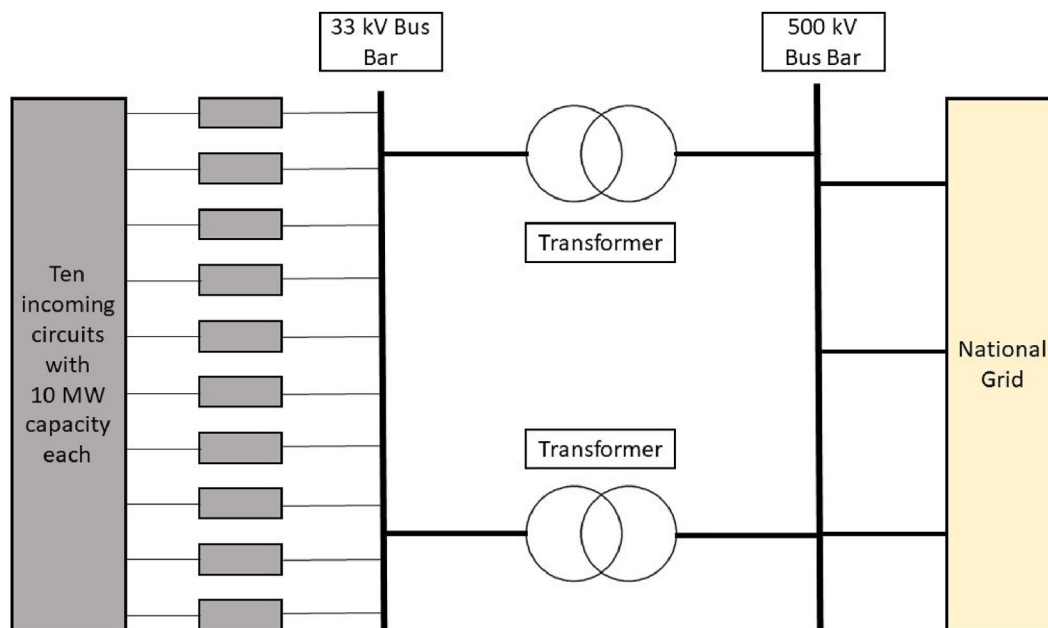 33 kV Bus
Bar
500 kV
Bus Bar
Transformer
Ten
incoming
circuits
with
10 MW
capacity
each
National
Grid
Transformer